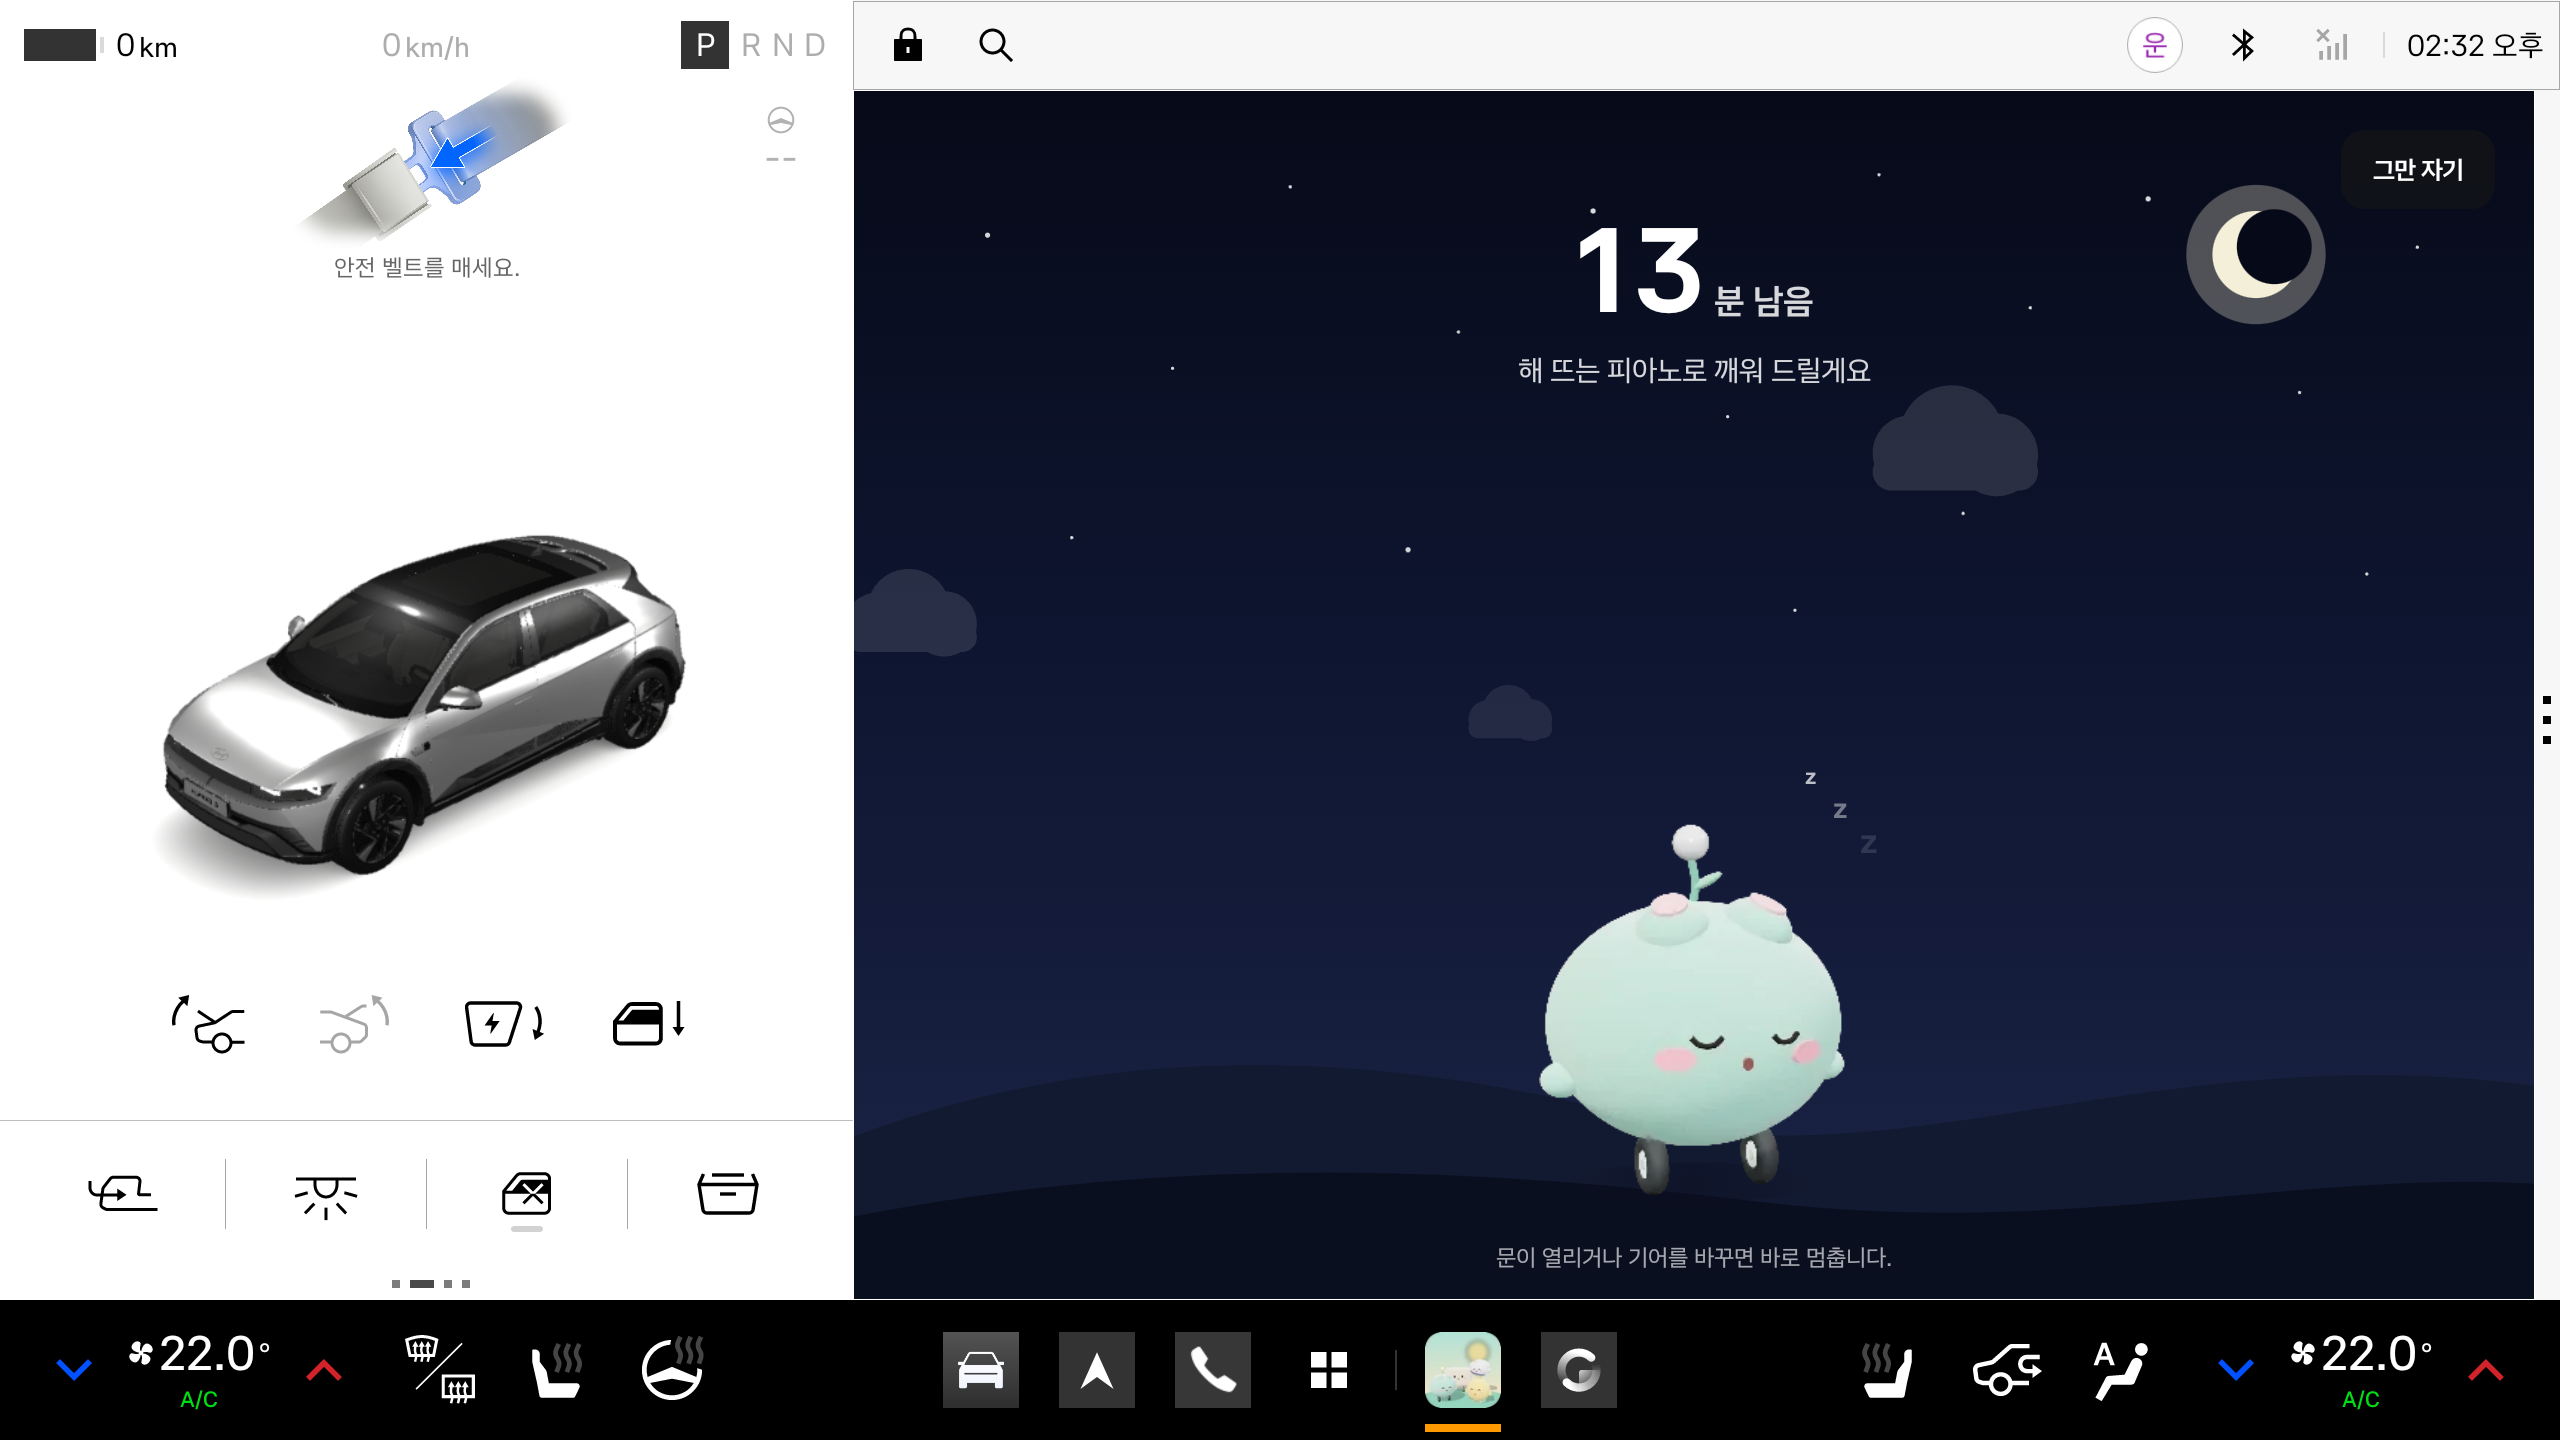 0 km
0 km/h
P R N D
운
02:32 오후
안전 벨트를 매세요.
그만 자기
13 분 남음
해 뜨는 피아노로 깨워 드릴게요
z
z
z
문이 열리거나 기어를 바꾸면 바로 멈춥니다.
22.0°
A/C
A
22.0°
A/C